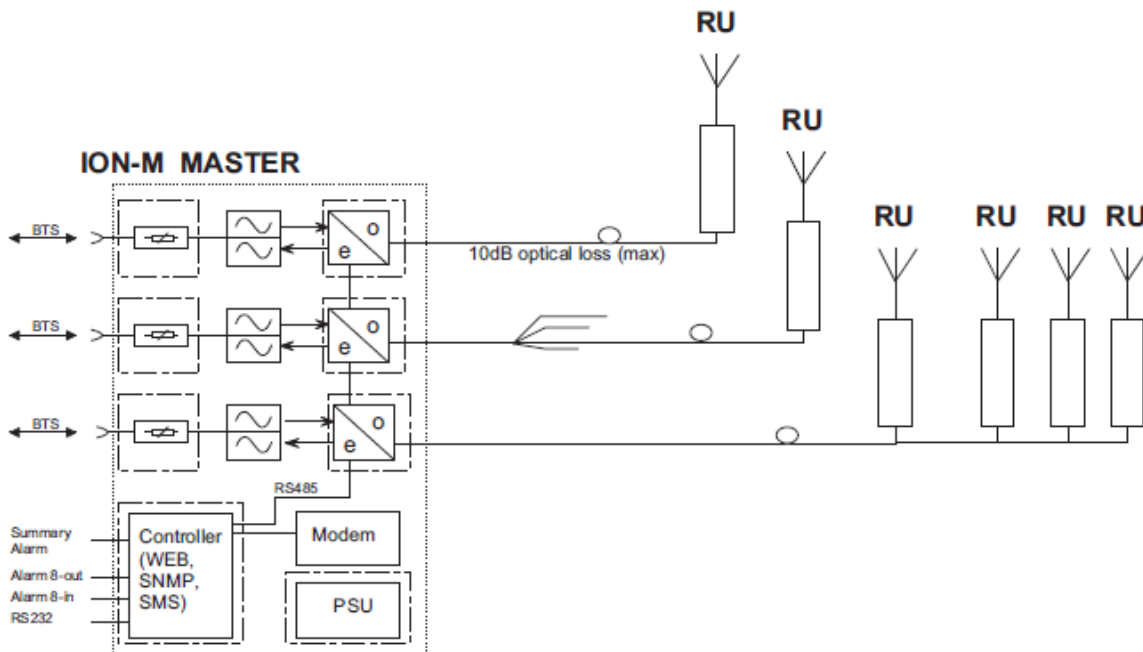 RU
RU
ION-M MASTER
RU
RU
RU
RU
BTS
o
e
10dB optical loss (max)
BTS
o
e
BTS
o
e
RS485
Summary
Alarm
Alarm 8-out
Alarm 8-in
RS232
Controller
(WEB,
SNMP,
SMS)
Modem
PSU